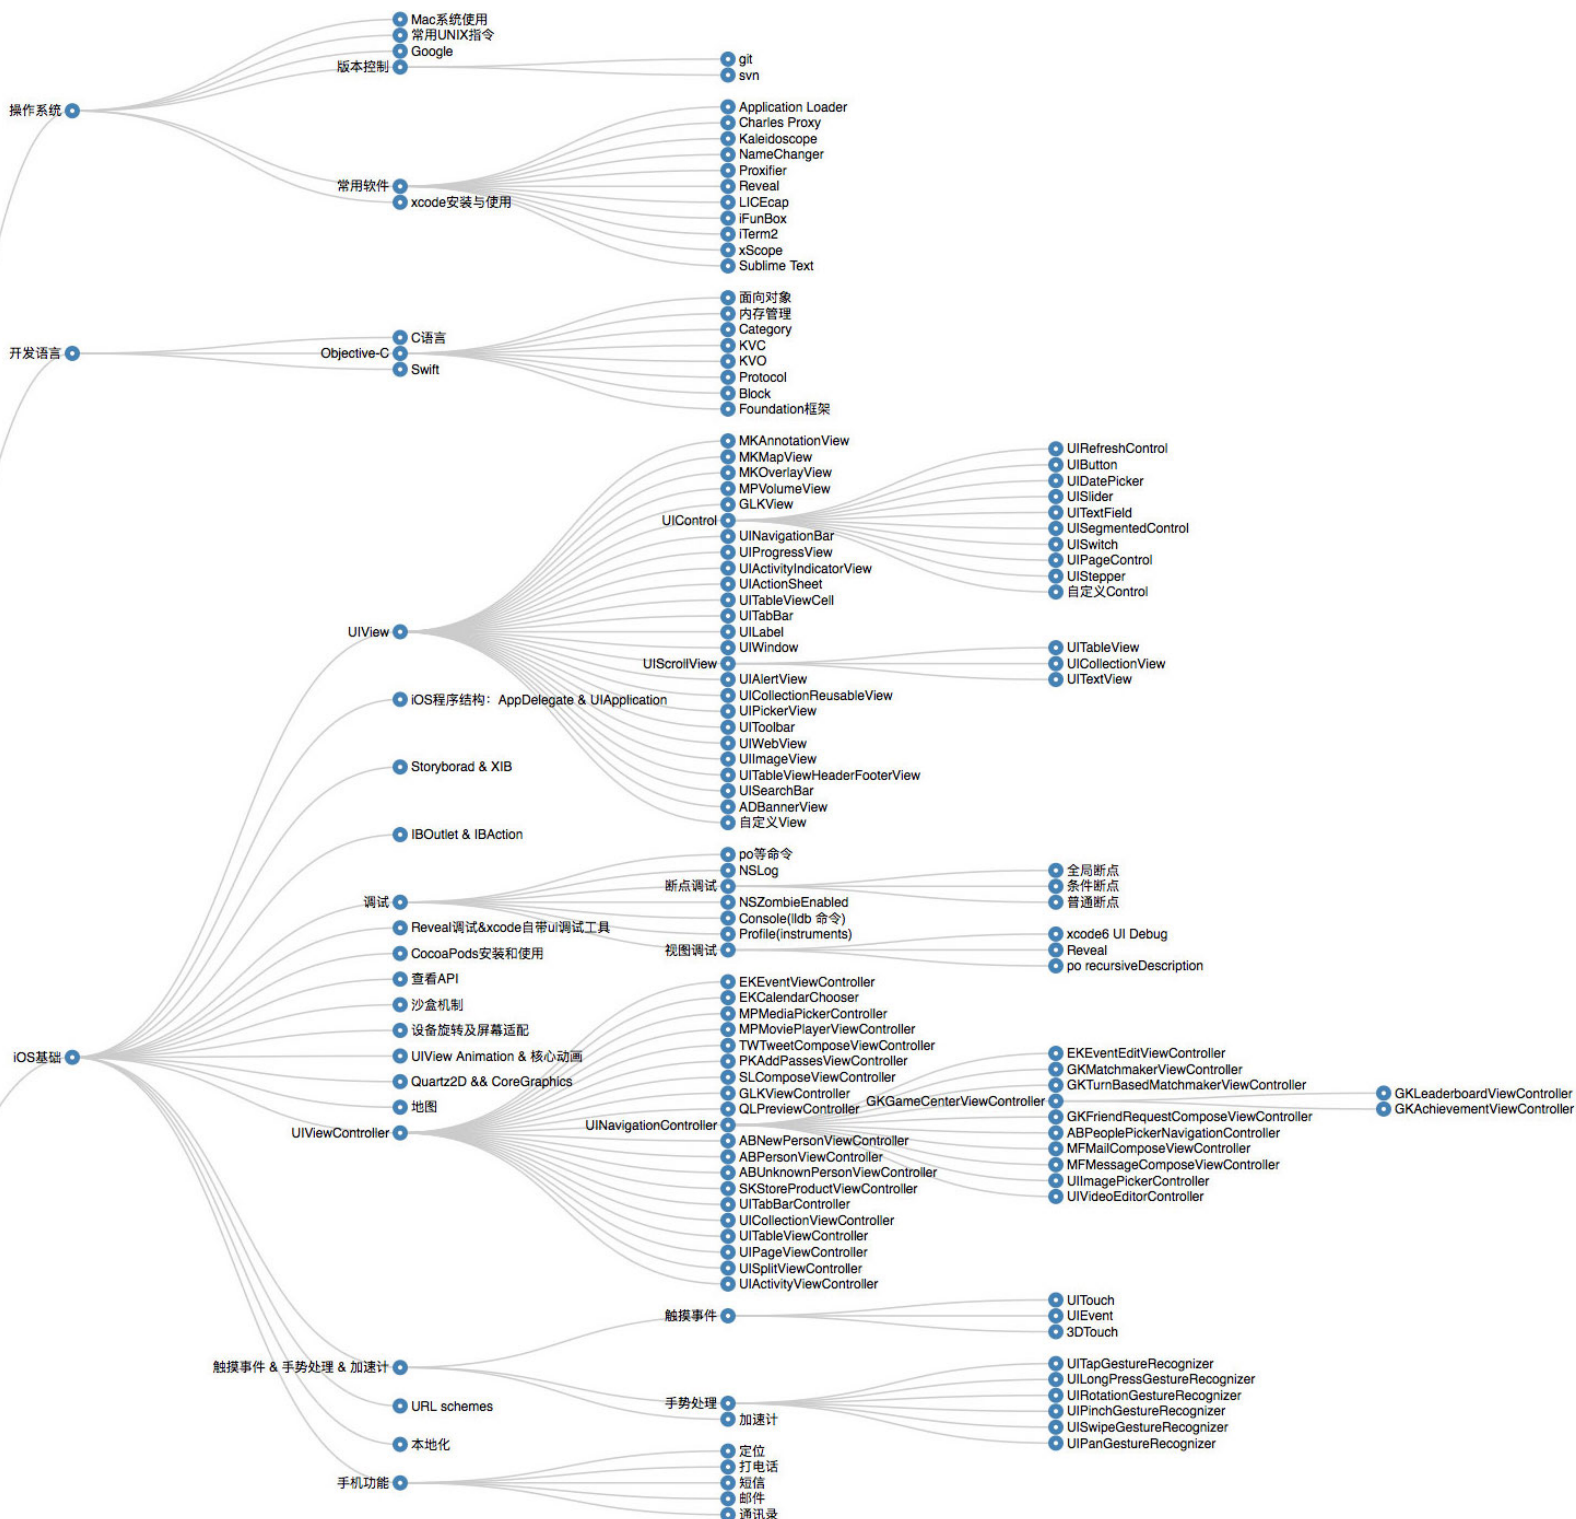 操作系统
Mac系统使用
常用UNIX指令
Google
版本控制
git
svn
常用软件
Application Loader
Charles Proxy
Kaleidoscope
NameChanger
Proxifier
Reveal
LICEcap
iFunBox
iTerm2
xScope
Sublime Text
xcode安装与使用
开发语言
C语言
Objective-C
面向对象
内存管理
Category
KVC
KVO
Protocol
Block
Foundation框架
Swift
iOS基础
UIView
MKAnnotationView
MKMapView
MKOverlayView
MPVolumeView
GLKView
UIControl
UIRefreshControl
UIButton
UIDatePicker
UISlider
UITextField
UISegmentedControl
UISwitch
UIPageControl
UIStepper
自定义Control
UINavigationBar
UIProgressView
UIActivityIndicatorView
UIActionSheet
UITableViewCell
UITabBar
UILabel
UIWindow
UIScrollView
UITableView
UICollectionView
UITextView
UIAlertView
UICollectionReusableView
UIPickerView
UIToolbar
UIWebView
UIImageView
UITableViewHeaderFooterView
UISearchBar
ADBannerView
自定义View
iOS程序结构：AppDelegate & UIApplication
Storyborad & XIB
IBOutlet & IBAction
调试
po等命令
NSLog
断点调试
全局断点
条件断点
普通断点
NSZombieEnabled
Console(lldb 命令)
Profile(instruments)
视图调试
xcode6 UI Debug
Reveal
po recursiveDescription
Reveal调试&xcode自带ui调试工具
CocoaPods安装和使用
查看API
沙盒机制
设备旋转及屏幕适配
UIView Animation & 核心动画
Quartz2D && CoreGraphics
地图
UIViewController
EKEventViewController
EKCalendarChooser
MPMediaPickerController
MPMoviePlayerViewController
TWTweetComposeViewController
PKAddPassesViewController
SLComposeViewController
GLKViewController
QLPreviewController
UINavigationController
EKEventEditViewController
GKMatchmakerViewController
GKTurnBasedMatchmakerViewController
GKGameCenterViewController
GKLeaderboardViewController
GKAchievementViewController
GKFriendRequestComposeViewController
ABPeoplePickerNavigationController
MFMailComposeViewController
MFMessageComposeViewController
UIImagePickerController
UIVideoEditorController
ABNewPersonViewController
ABPersonViewController
ABUnknownPersonViewController
SKStoreProductViewController
UITabBarController
UICollectionViewController
UITableViewController
UIPageViewController
UISplitViewController
UIActivityViewController
触摸事件 & 手势处理 & 加速计
触摸事件
UITouch
UIEvent
3DTouch
手势处理
UITapGestureRecognizer
UILongPressGestureRecognizer
UIRotationGestureRecognizer
UIPinchGestureRecognizer
UISwipeGestureRecognizer
UIPanGestureRecognizer
加速计
URL schemes
本地化
手机功能
定位
打电话
短信
邮件
通讯录